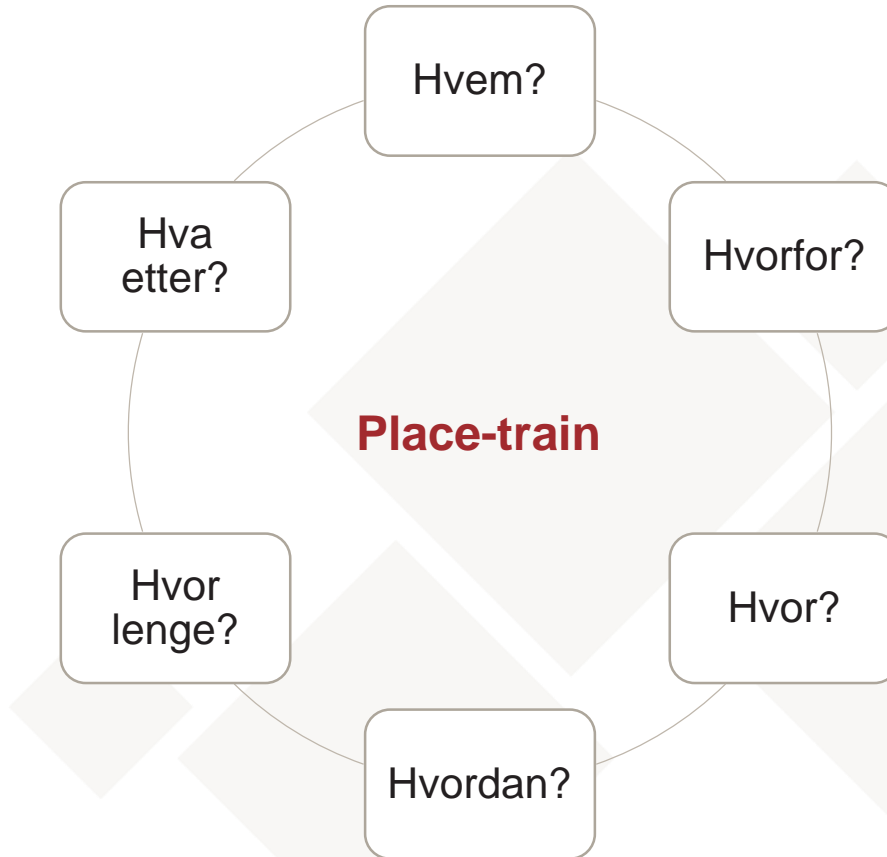 Hvem?
Hvorfor?
Hvor?
Hvordan?
Hvor
lenge?
Hva
etter?
Place-train